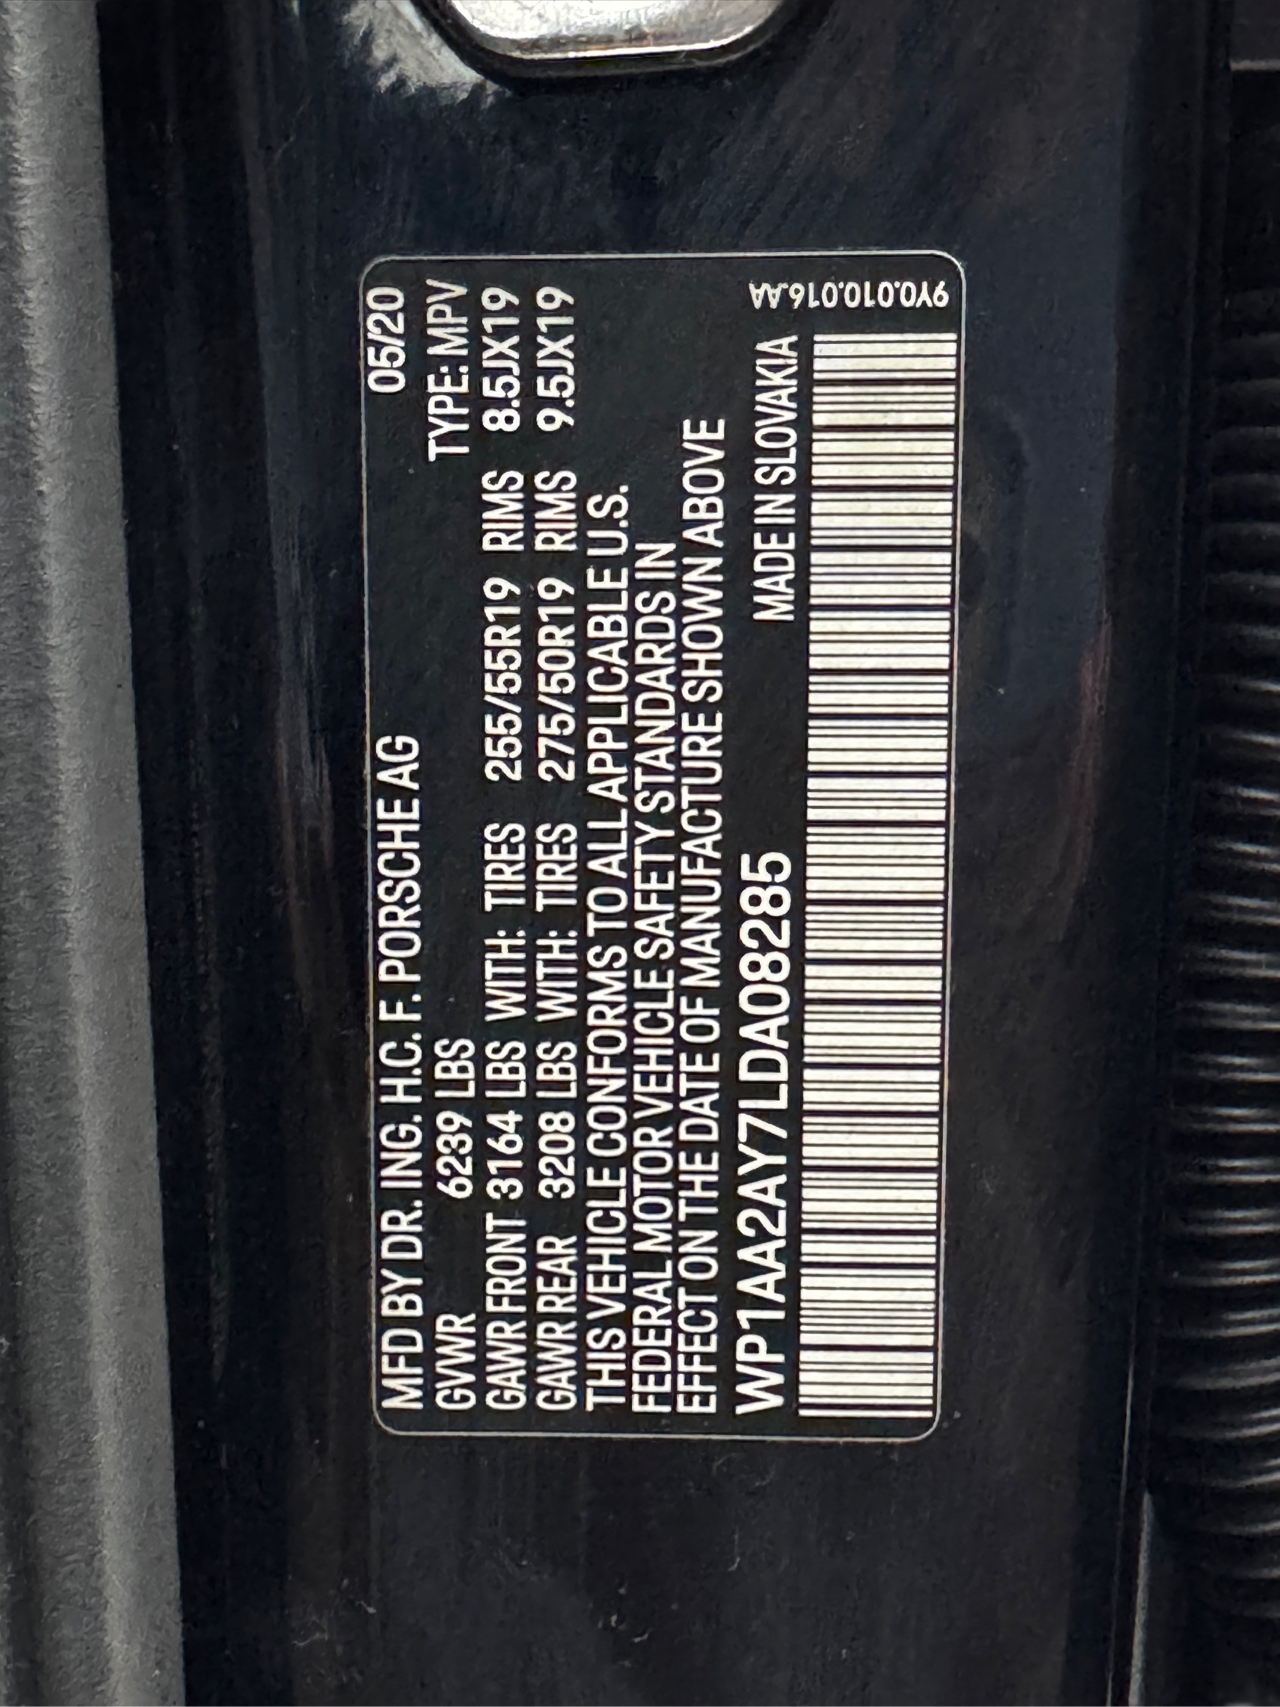 MFD BY DR. ING. H.C. F. PORSCHE AG 05/20
GVWR 6239 LBS TYPE: MPV
GAWR FRONT 3164 LBS WITH: TIRES 255/55R19 RIMS 8.5JX19
GAWR REAR 3208 LBS WITH: TIRES 275/50R19 RIMS 9.5JX19
THIS VEHICLE CONFORMS TO ALL APPLICABLE U.S.
FEDERAL MOTOR VEHICLE SAFETY STANDARDS IN
EFFECT ON THE DATE OF MANUFACTURE SHOWN ABOVE
WP1AA2AY7LDA08285 MADE IN SLOVAKIA
9Y0.010.016.AA